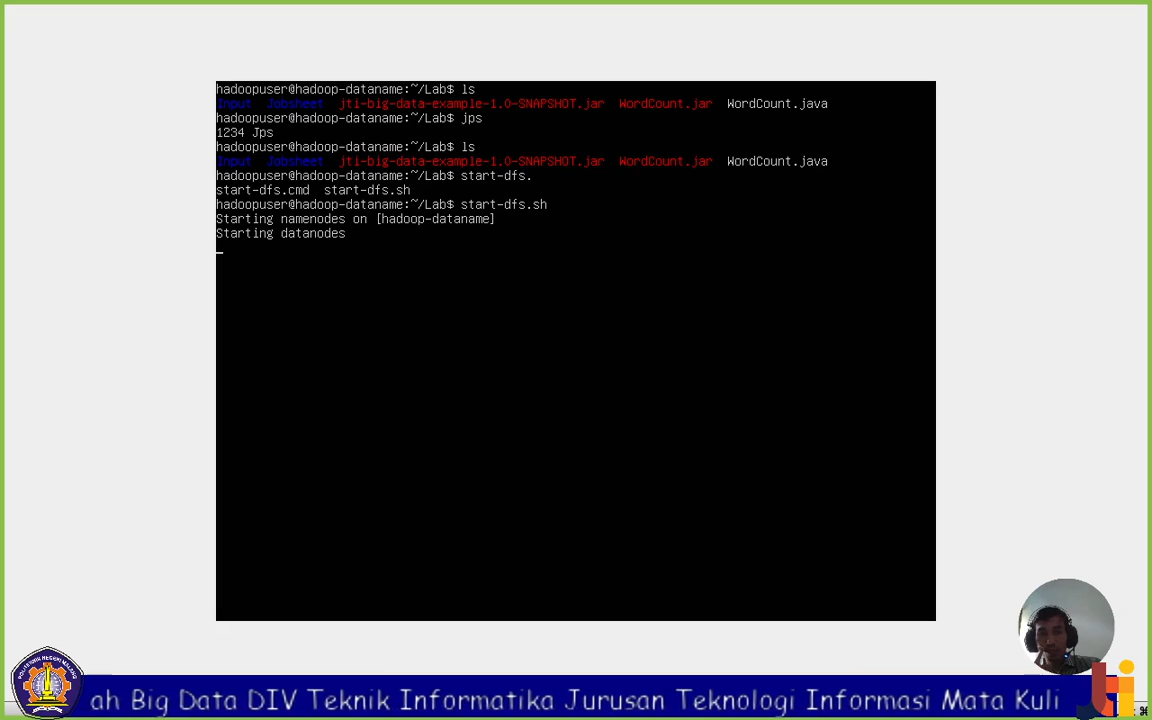 hadoopuser@hadoop-dataname:~/Lab$ ls
Input  Jobsheet  jti-big-data-example-1.0-SNAPSHOT.jar  WordCount.jar  WordCount.java
hadoopuser@hadoop-dataname:~/Lab$ jps
1234 Jps
hadoopuser@hadoop-dataname:~/Lab$ ls
Input  Jobsheet  jti-big-data-example-1.0-SNAPSHOT.jar  WordCount.jar  WordCount.java
hadoopuser@hadoop-dataname:~/Lab$ start-dfs.
start-dfs.cmd  start-dfs.sh
hadoopuser@hadoop-dataname:~/Lab$ start-dfs.sh
Starting namenodes on [hadoop-dataname]
Starting datanodes
POLITEKNIK NEGERI MALANG
ah Big Data DIV Teknik Informatika Jurusan Teknologi Informasi Mata Kuli